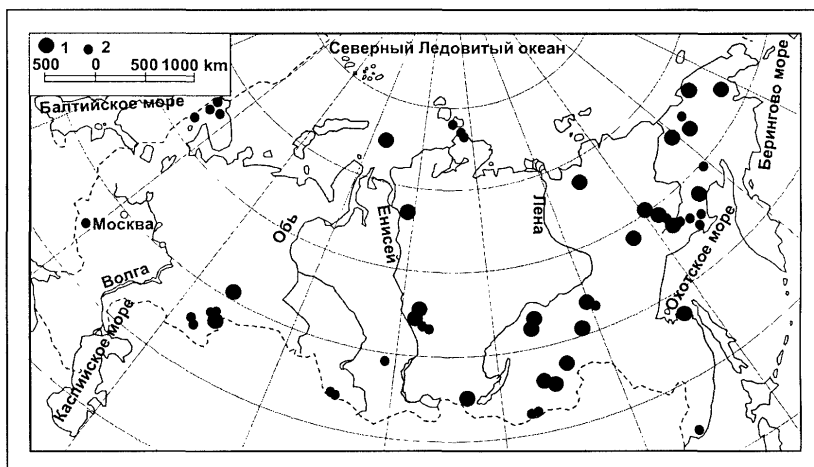 1 2
500 0 500 1000 km
Северный Ледовитый океан
Балтийское море
Берингово море
Москва
Обь
Енисей
Лена
Волга
Охотское море
Каспийское море